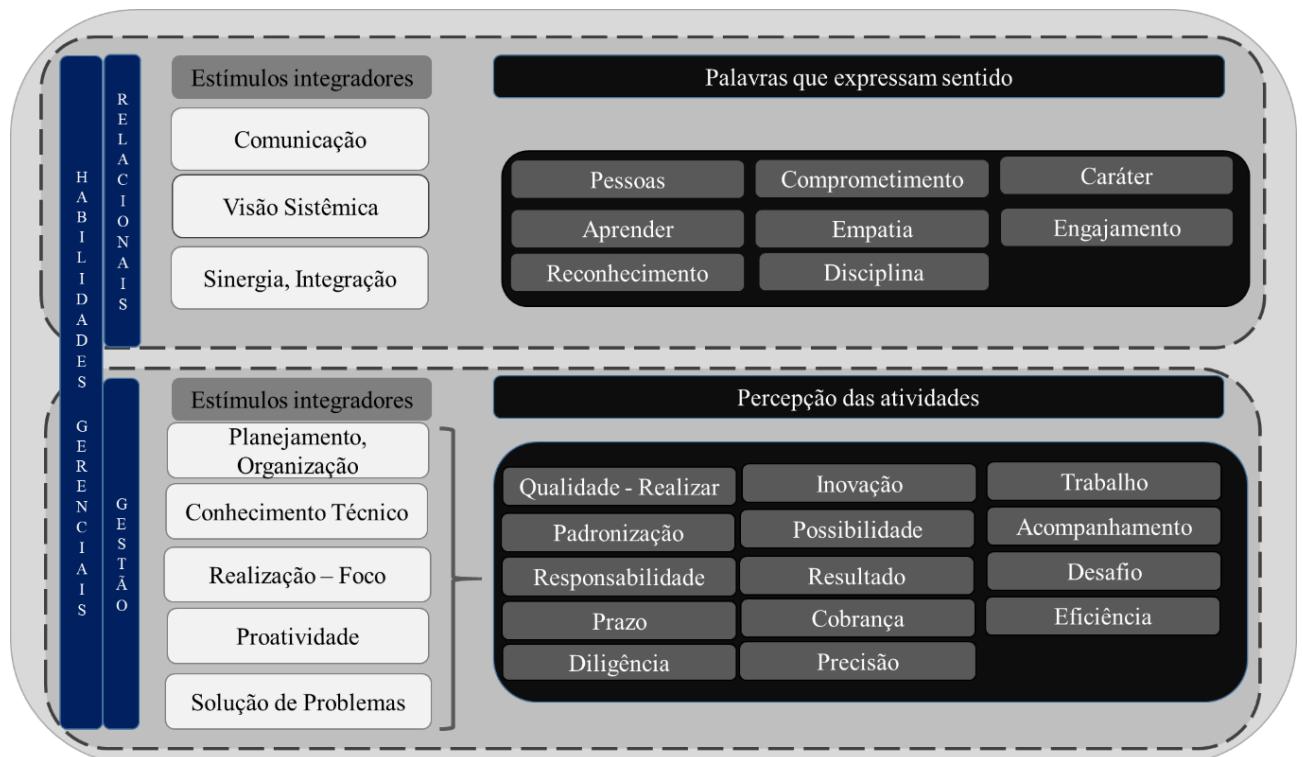 HABILIDADES GERENCIAIS
RELACIONAIS
Estímulos integradores
Comunicação
Visão Sistêmica
Sinergia, Integração
Palavras que expressam sentido
Pessoas
Comprometimento
Caráter
Aprender
Empatia
Engajamento
Reconhecimento
Disciplina
GESTÃO
Estímulos integradores
Planejamento,
Organização
Conhecimento Técnico
Realização – Foco
Proatividade
Solução de Problemas
Percepção das atividades
Qualidade - Realizar
Inovação
Trabalho
Padronização
Possibilidade
Acompanhamento
Responsabilidade
Resultado
Desafio
Prazo
Cobrança
Eficiência
Diligência
Precisão